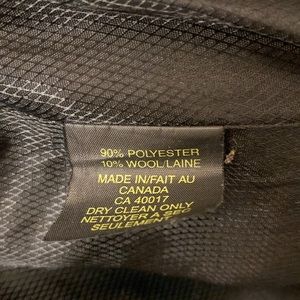 90% POLYESTER
10% WOOL/LAINE
MADE IN/FAIT AU
CANADA
CA 40017
DRY CLEAN ONLY
NETTOYER A SEC
SEULEMENT